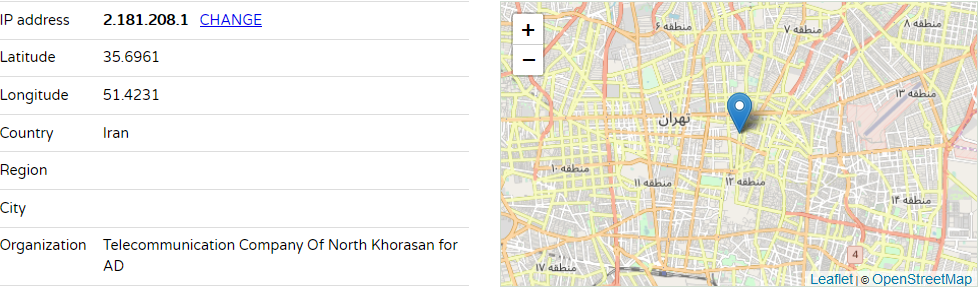 IP address 2.181.208.1 CHANGE
Latitude 35.6961
Longitude 51.4231
Country Iran
Region
City
Organization Telecommunication Company Of North Khorasan for
AD
+
−
منطقه ۶
منطقه ۷
منطقه ۸
منطقه ۱۳
تهران
منطقه ۱۰
منطقه ۱۱
منطقه ۱۲
منطقه ۱۴
4
منطقه ۱۷
Leaflet | © OpenStreetMap